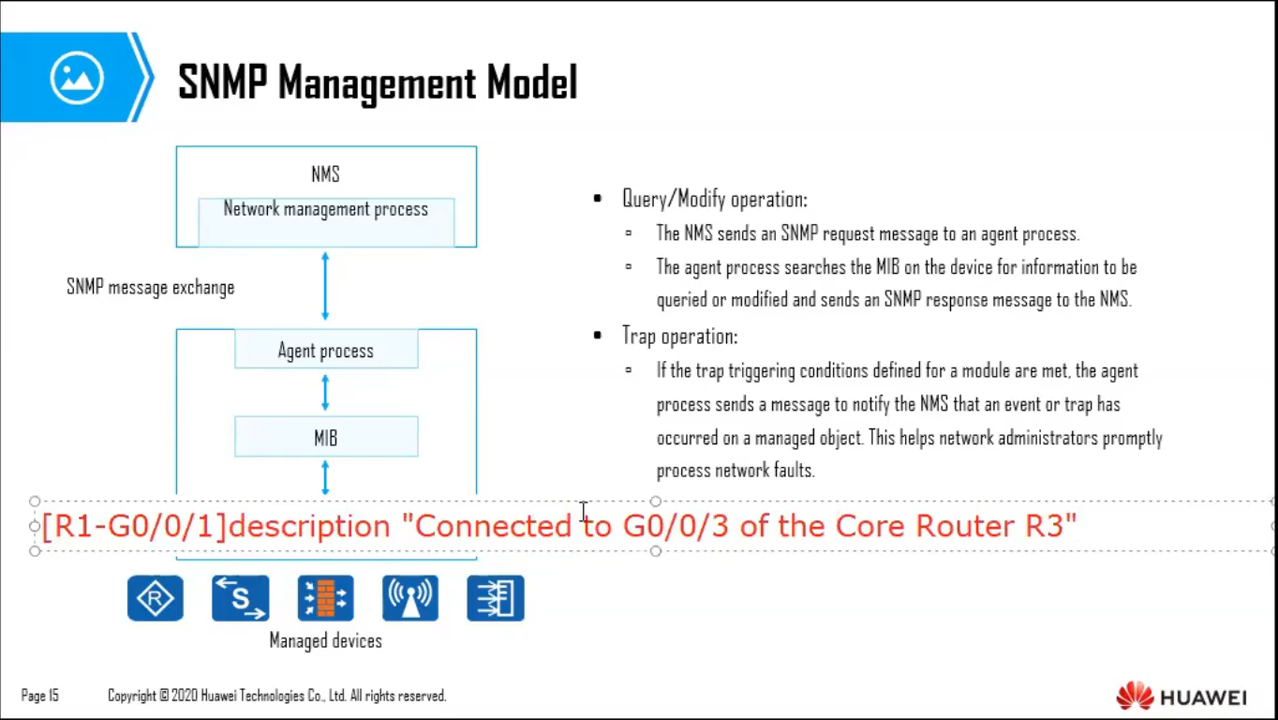 SNMP Management Model
NMS
Network management process
SNMP message exchange
Agent process
MIB
▪ Query/Modify operation:
▫ The NMS sends an SNMP request message to an agent process.
▫ The agent process searches the MIB on the device for information to be
queried or modified and sends an SNMP response message to the NMS.
▪ Trap operation:
▫ If the trap triggering conditions defined for a module are met, the agent
process sends a message to notify the NMS that an event or trap has
occurred on a managed object. This helps network administrators promptly
process network faults.
[R1-G0/0/1]description "Connected to G0/0/3 of the Core Router R3"
R
S
Managed devices
Page 15
Copyright © 2020 Huawei Technologies Co., Ltd. All rights reserved.
HUAWEI